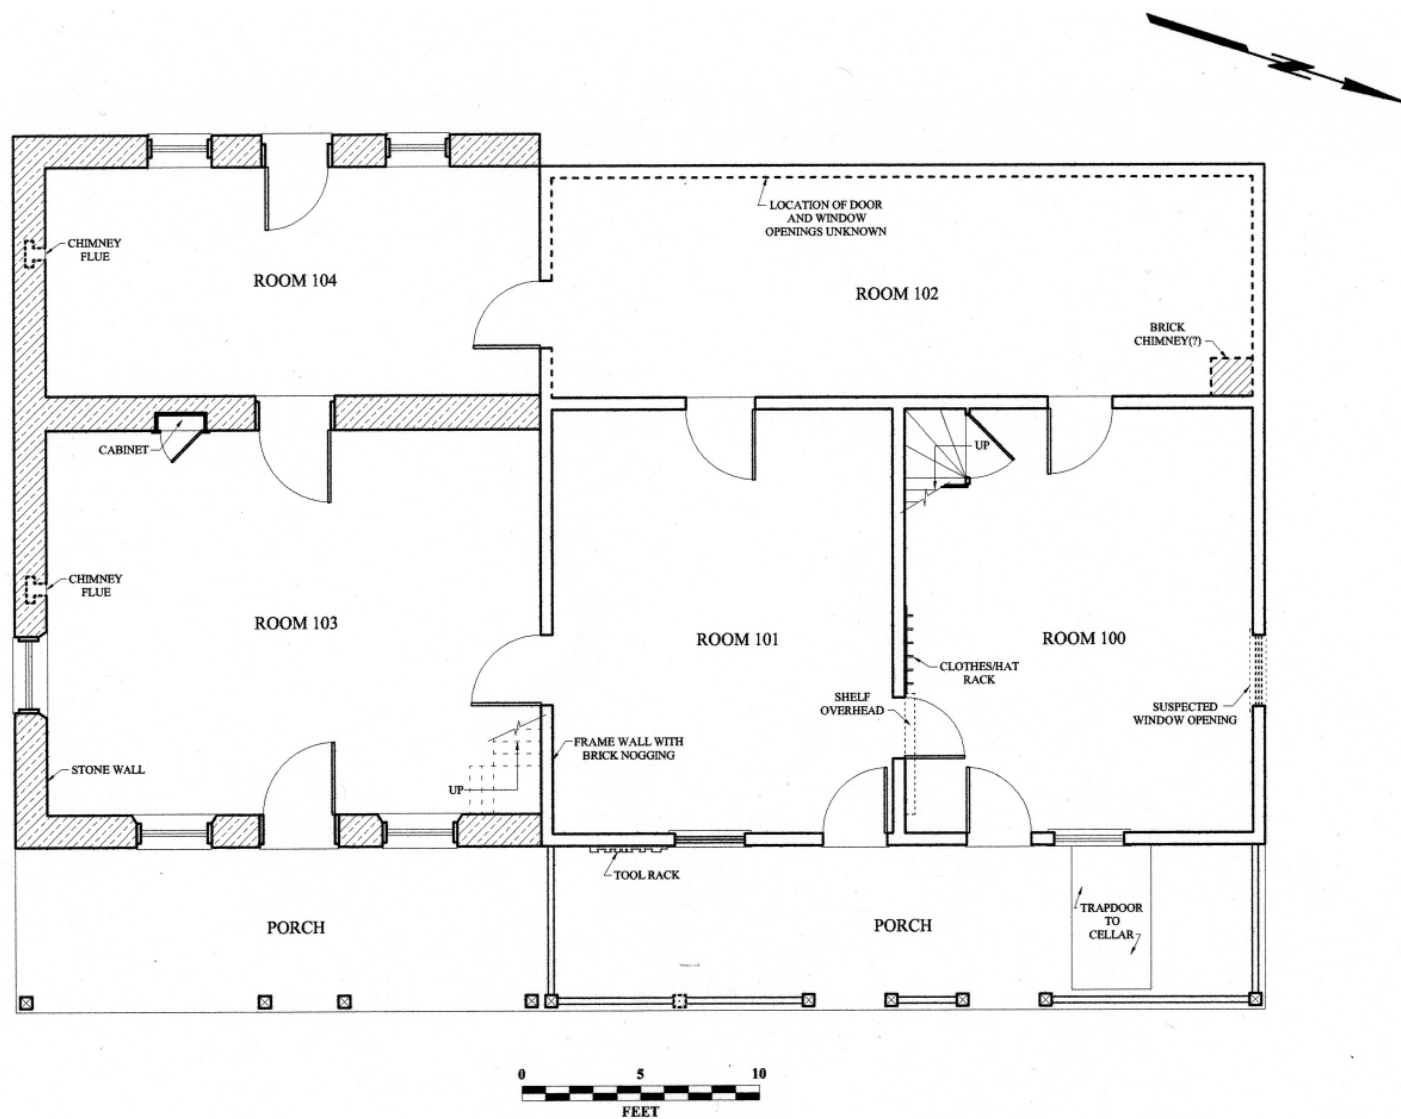 LOCATION OF DOOR
AND WINDOW
OPENINGS UNKNOWN
CHIMNEY
FLUE
ROOM 104
ROOM 102
BRICK
CHIMNEY(?)
CABINET
UP
CHIMNEY
FLUE
ROOM 103
ROOM 101
ROOM 100
CLOTHES/HAT
RACK
SHELF
OVERHEAD
SUSPECTED
WINDOW OPENING
FRAME WALL WITH
BRICK NOGGING
STONE WALL
UP
TOOL RACK
PORCH
PORCH
TRAPDOOR
TO
CELLAR
0 5 10
FEET